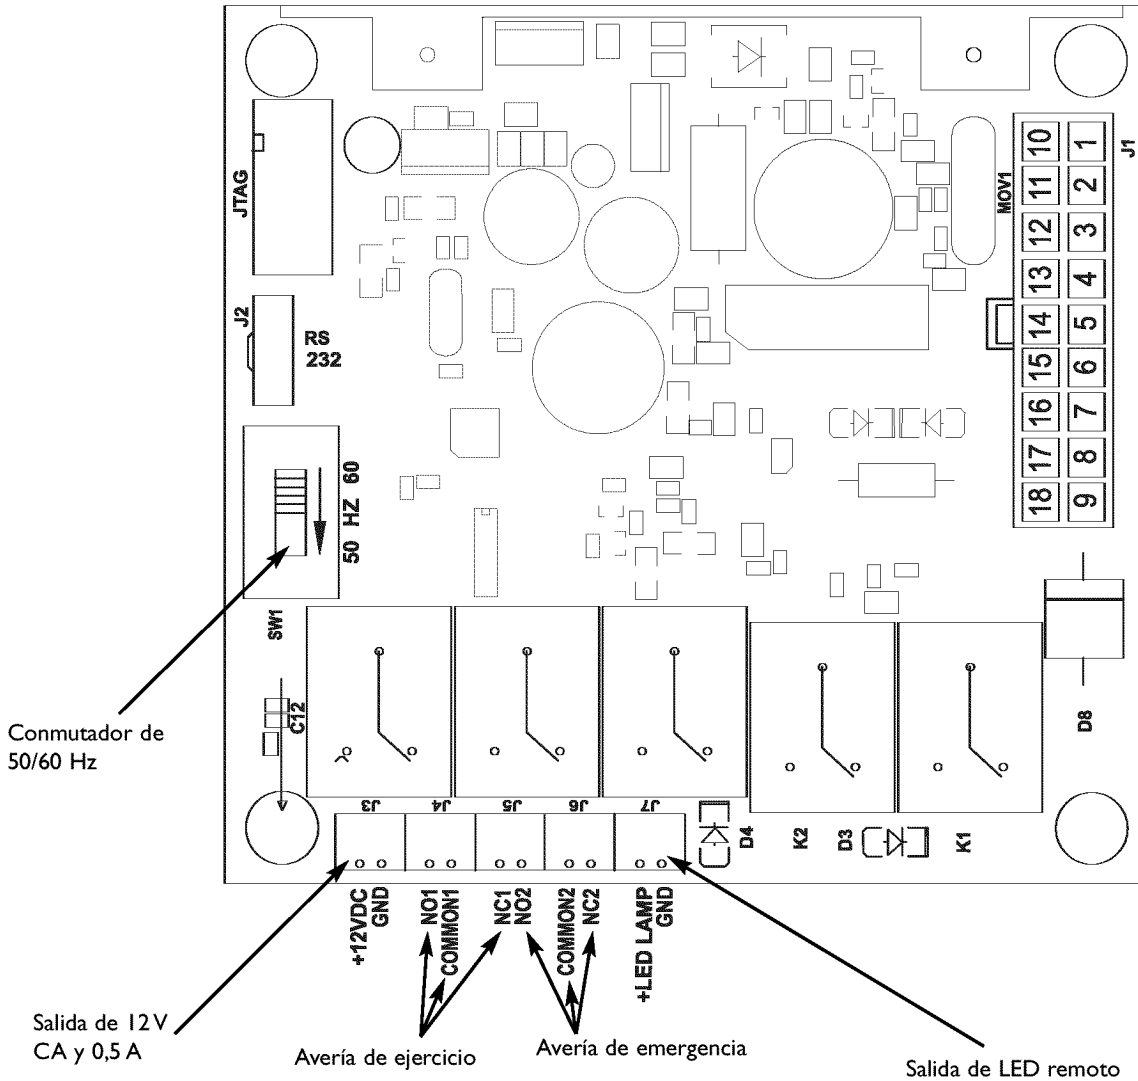 JTAG
J2
RS
232
50 HZ 60
SW1
C12
MOV1
J1
10 1
11 2
12 3
13 4
14 5
15 6
16 7
17 8
18 9
D8
J3
J4
J5
J6
J7
D4
K2
D3
K1
+12VDC
GND
NO1
COMMON1
NC1
NO2
COMMON2
NC2
+LED LAMP
GND
Conmutador de
50/60 Hz
Salida de 12 V
CA y 0,5 A
Avería de ejercicio
Avería de emergencia
Salida de LED remoto